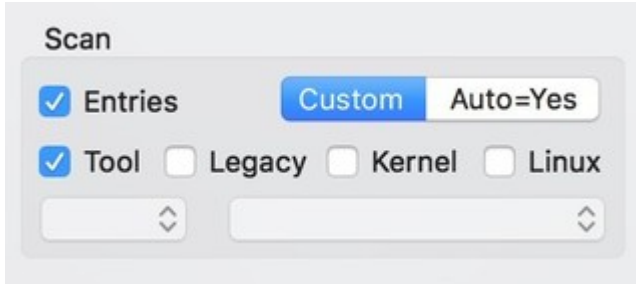 Scan
Entries Custom Auto=Yes
Tool Legacy Kernel Linux